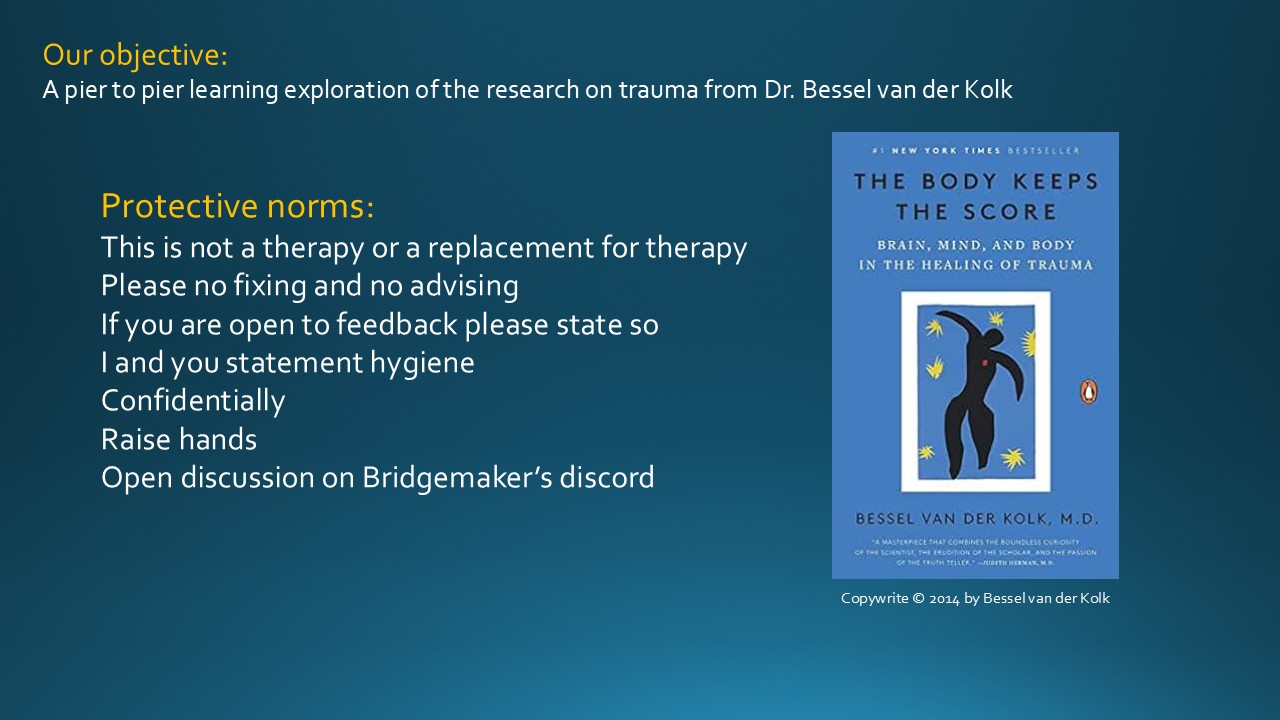 Our objective:
A pier to pier learning exploration of the research on trauma from Dr. Bessel van der Kolk
Protective norms:
This is not a therapy or a replacement for therapy
Please no fixing and no advising
If you are open to feedback please state so
I and you statement hygiene
Confidentially
Raise hands
Open discussion on Bridgemaker’s discord
#1 NEW YORK TIMES BESTSELLER
THE BODY KEEPS
THE SCORE
BRAIN, MIND, AND BODY
IN THE HEALING OF TRAUMA
BESSEL VAN DER KOLK, M.D.
"A MASTERPIECE THAT COMBINES THE BOUNDLESS CURIOSITY
OF THE SCIENTIST, THE ERUDITION OF THE SCHOLAR, AND THE PASSION
OF THE TRUTH TELLER." —JUDITH HERMAN, M.D.
Copywrite © 2014 by Bessel van der Kolk